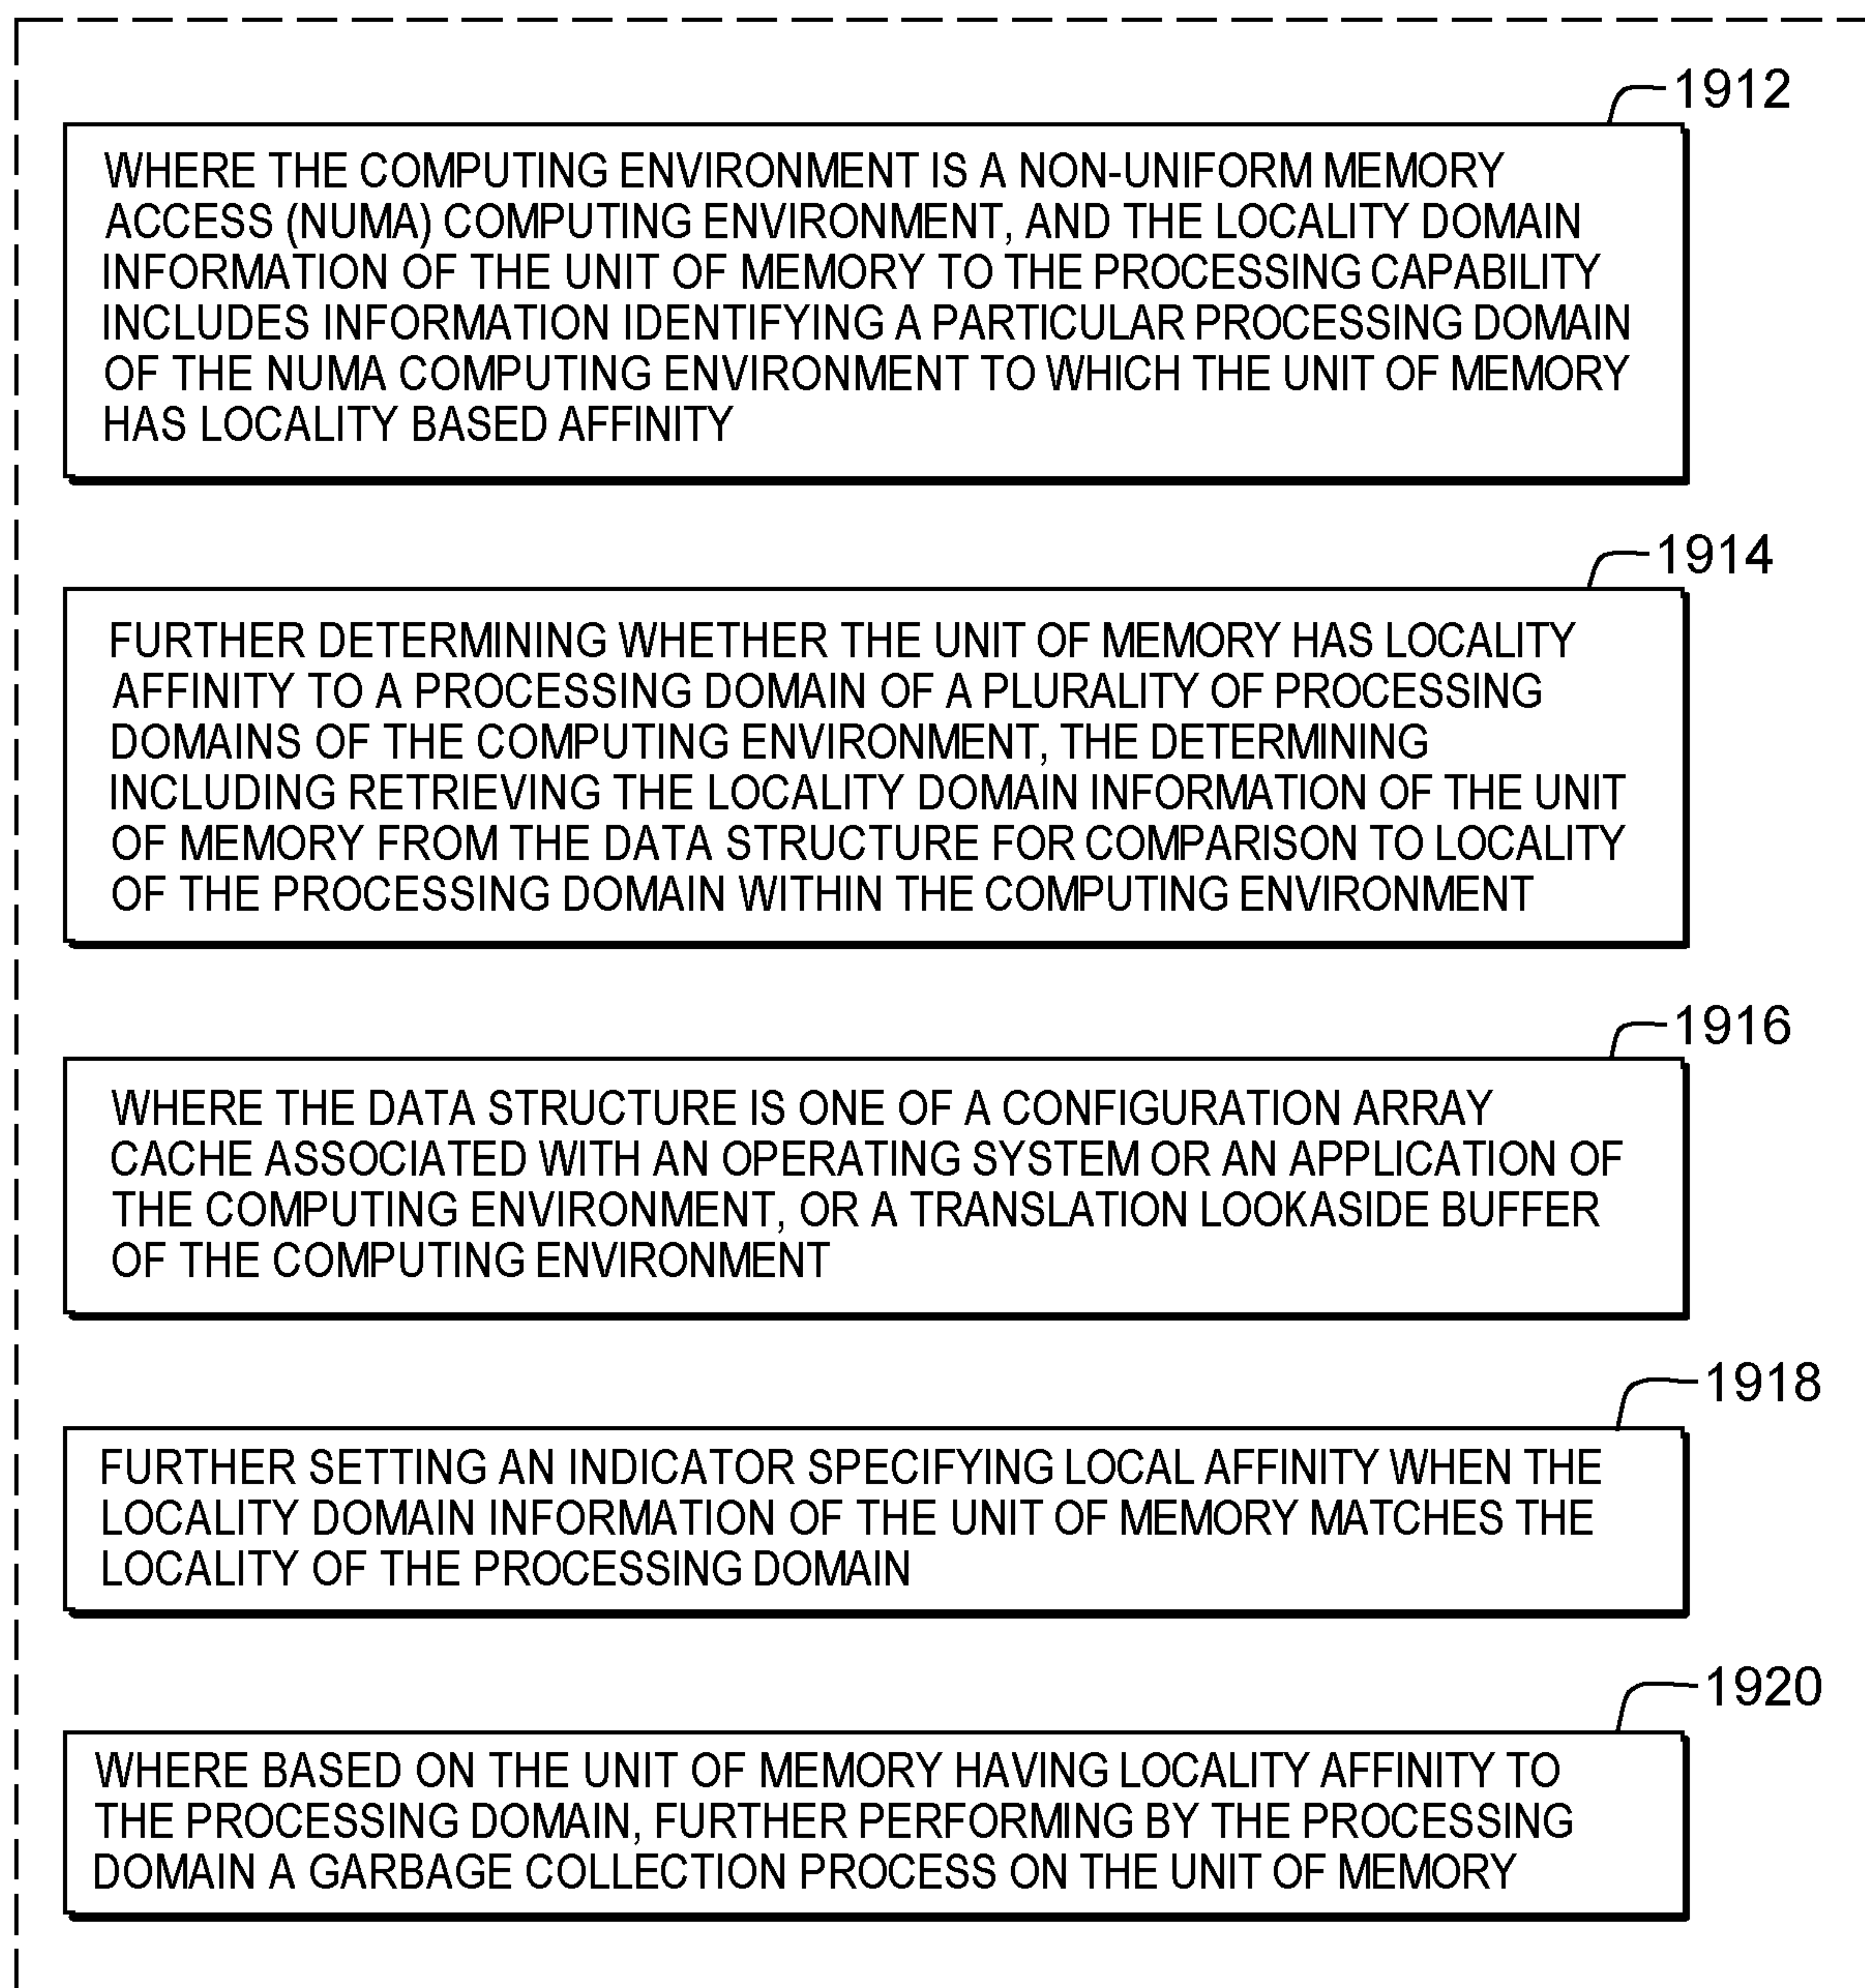 1912
WHERE THE COMPUTING ENVIRONMENT IS A NON-UNIFORM MEMORY
ACCESS (NUMA) COMPUTING ENVIRONMENT, AND THE LOCALITY DOMAIN
INFORMATION OF THE UNIT OF MEMORY TO THE PROCESSING CAPABILITY
INCLUDES INFORMATION IDENTIFYING A PARTICULAR PROCESSING DOMAIN
OF THE NUMA COMPUTING ENVIRONMENT TO WHICH THE UNIT OF MEMORY
HAS LOCALITY BASED AFFINITY
1914
FURTHER DETERMINING WHETHER THE UNIT OF MEMORY HAS LOCALITY
AFFINITY TO A PROCESSING DOMAIN OF A PLURALITY OF PROCESSING
DOMAINS OF THE COMPUTING ENVIRONMENT, THE DETERMINING
INCLUDING RETRIEVING THE LOCALITY DOMAIN INFORMATION OF THE UNIT
OF MEMORY FROM THE DATA STRUCTURE FOR COMPARISON TO LOCALITY
OF THE PROCESSING DOMAIN WITHIN THE COMPUTING ENVIRONMENT
1916
WHERE THE DATA STRUCTURE IS ONE OF A CONFIGURATION ARRAY
CACHE ASSOCIATED WITH AN OPERATING SYSTEM OR AN APPLICATION OF
THE COMPUTING ENVIRONMENT, OR A TRANSLATION LOOKASIDE BUFFER
OF THE COMPUTING ENVIRONMENT
1918
FURTHER SETTING AN INDICATOR SPECIFYING LOCAL AFFINITY WHEN THE
LOCALITY DOMAIN INFORMATION OF THE UNIT OF MEMORY MATCHES THE
LOCALITY OF THE PROCESSING DOMAIN
1920
WHERE BASED ON THE UNIT OF MEMORY HAVING LOCALITY AFFINITY TO
THE PROCESSING DOMAIN, FURTHER PERFORMING BY THE PROCESSING
DOMAIN A GARBAGE COLLECTION PROCESS ON THE UNIT OF MEMORY